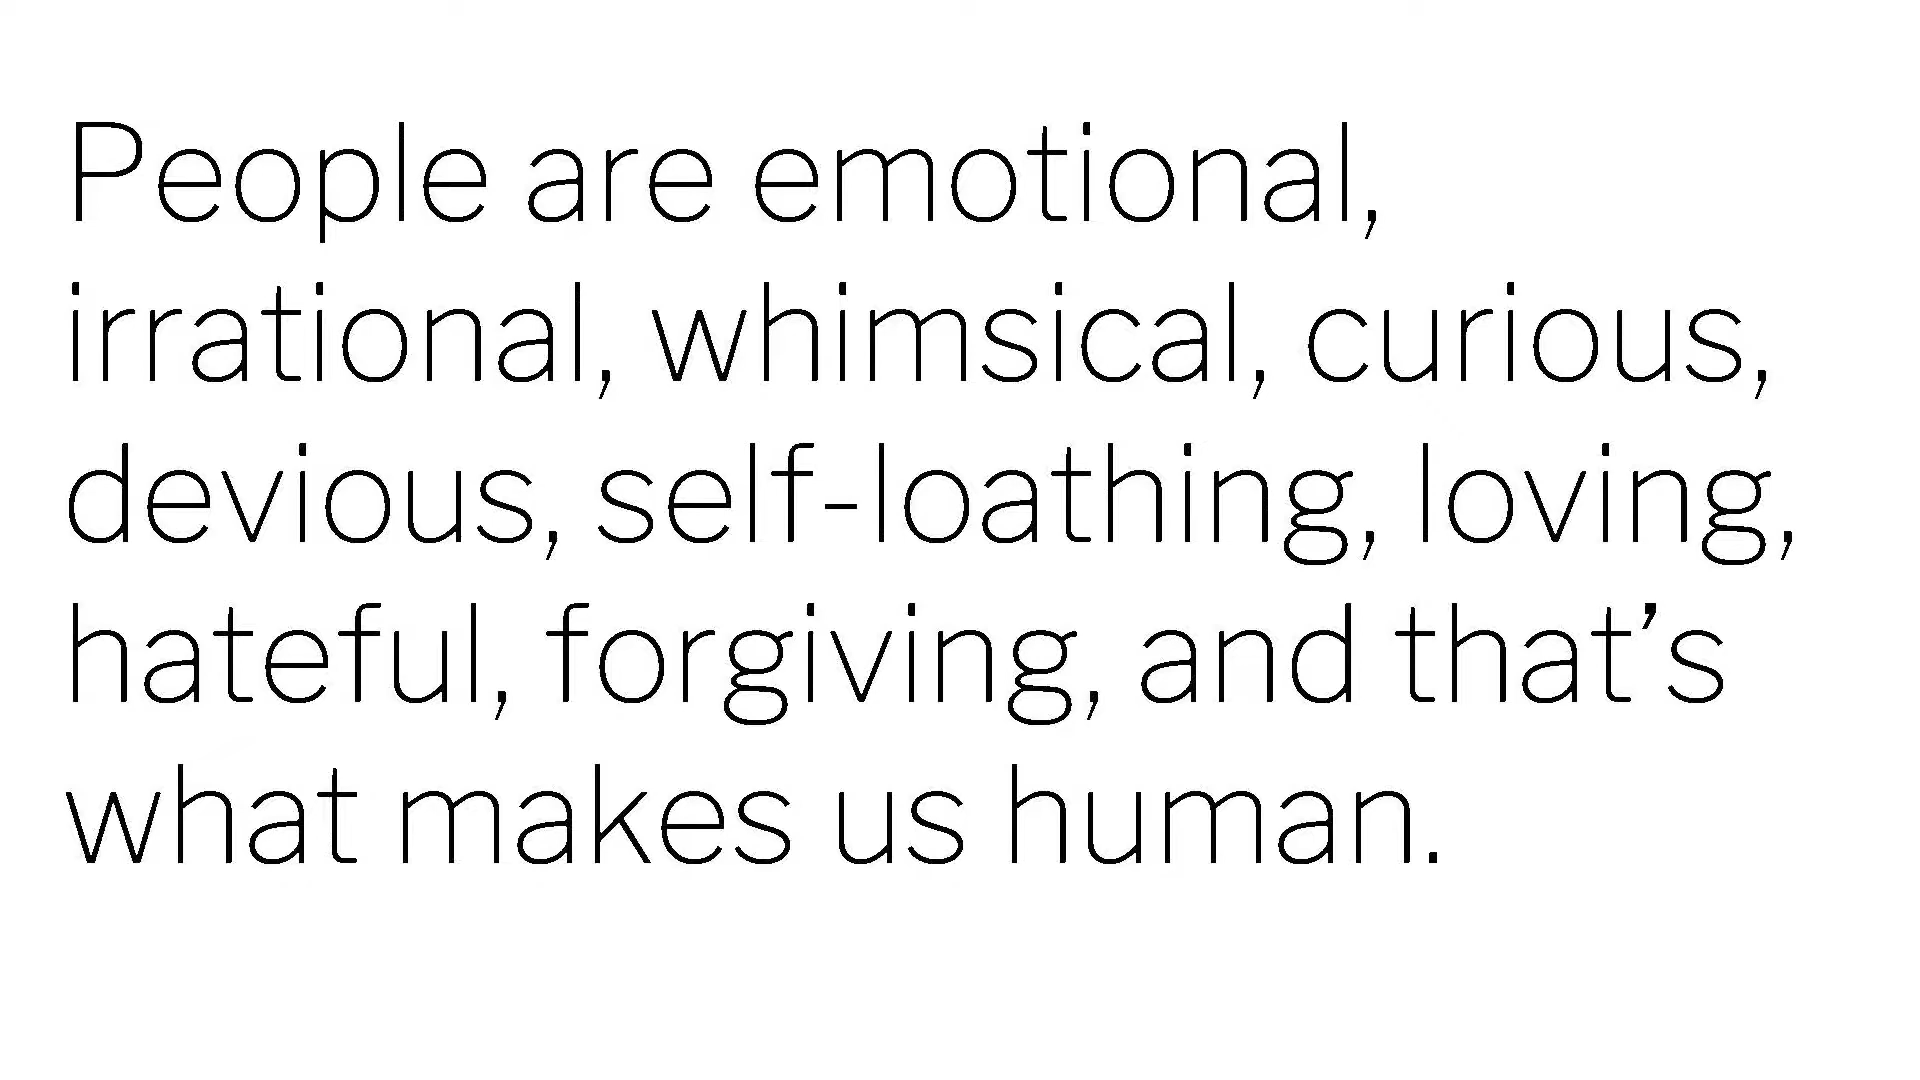 People are emotional,
irrational, whimsical, curious,
devious, self-loathing, loving,
hateful, forgiving, and that’s
what makes us human.